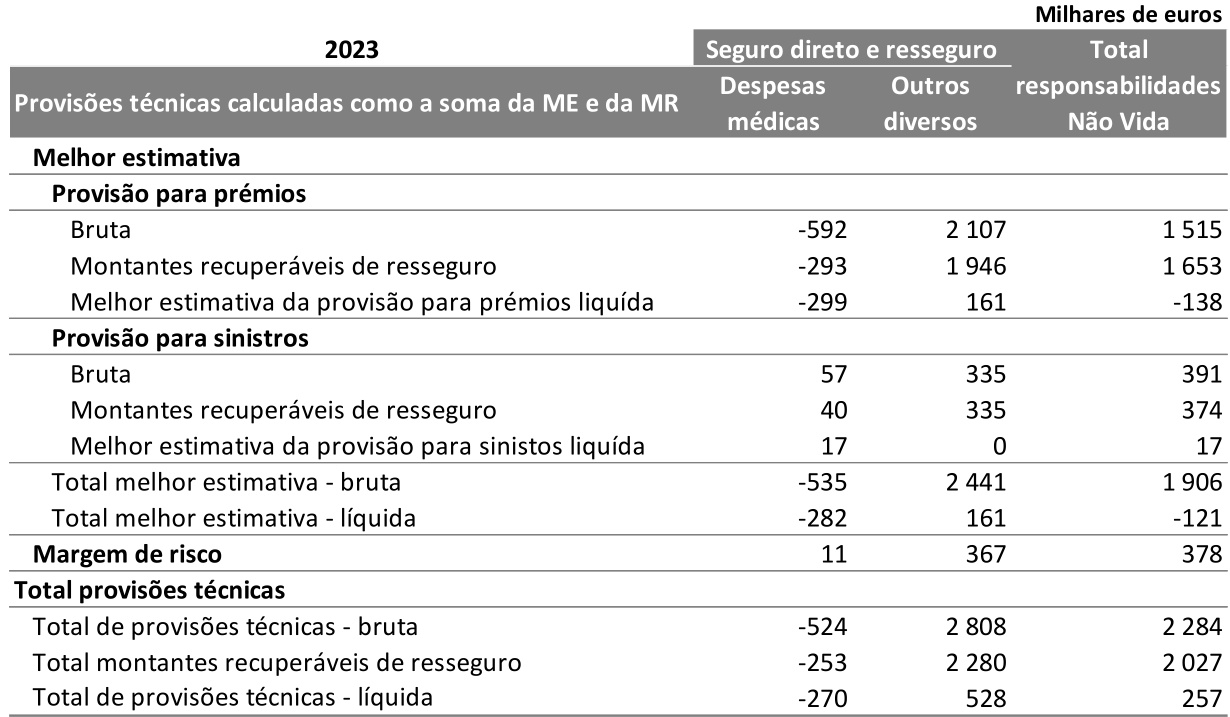 Milhares de euros
2023 Seguro direto e resseguro Total
Provisões técnicas calculadas como a soma da ME e da MR Despesas Outros responsabilidades
médicas diversos Não Vida
Melhor estimativa
Provisão para prémios
Bruta -592 2 107 1 515
Montantes recuperáveis de resseguro -293 1 946 1 653
Melhor estimativa da provisão para prémios liquída -299 161 -138
Provisão para sinistros
Bruta 57 335 391
Montantes recuperáveis de resseguro 40 335 374
Melhor estimativa da provisão para sinistos liquída 17 0 17
Total melhor estimativa - bruta -535 2 441 1 906
Total melhor estimativa - líquida -282 161 -121
Margem de risco 11 367 378
Total provisões técnicas
Total de provisões técnicas - bruta -524 2 808 2 284
Total montantes recuperáveis de resseguro -253 2 280 2 027
Total de provisões técnicas - líquida -270 528 257